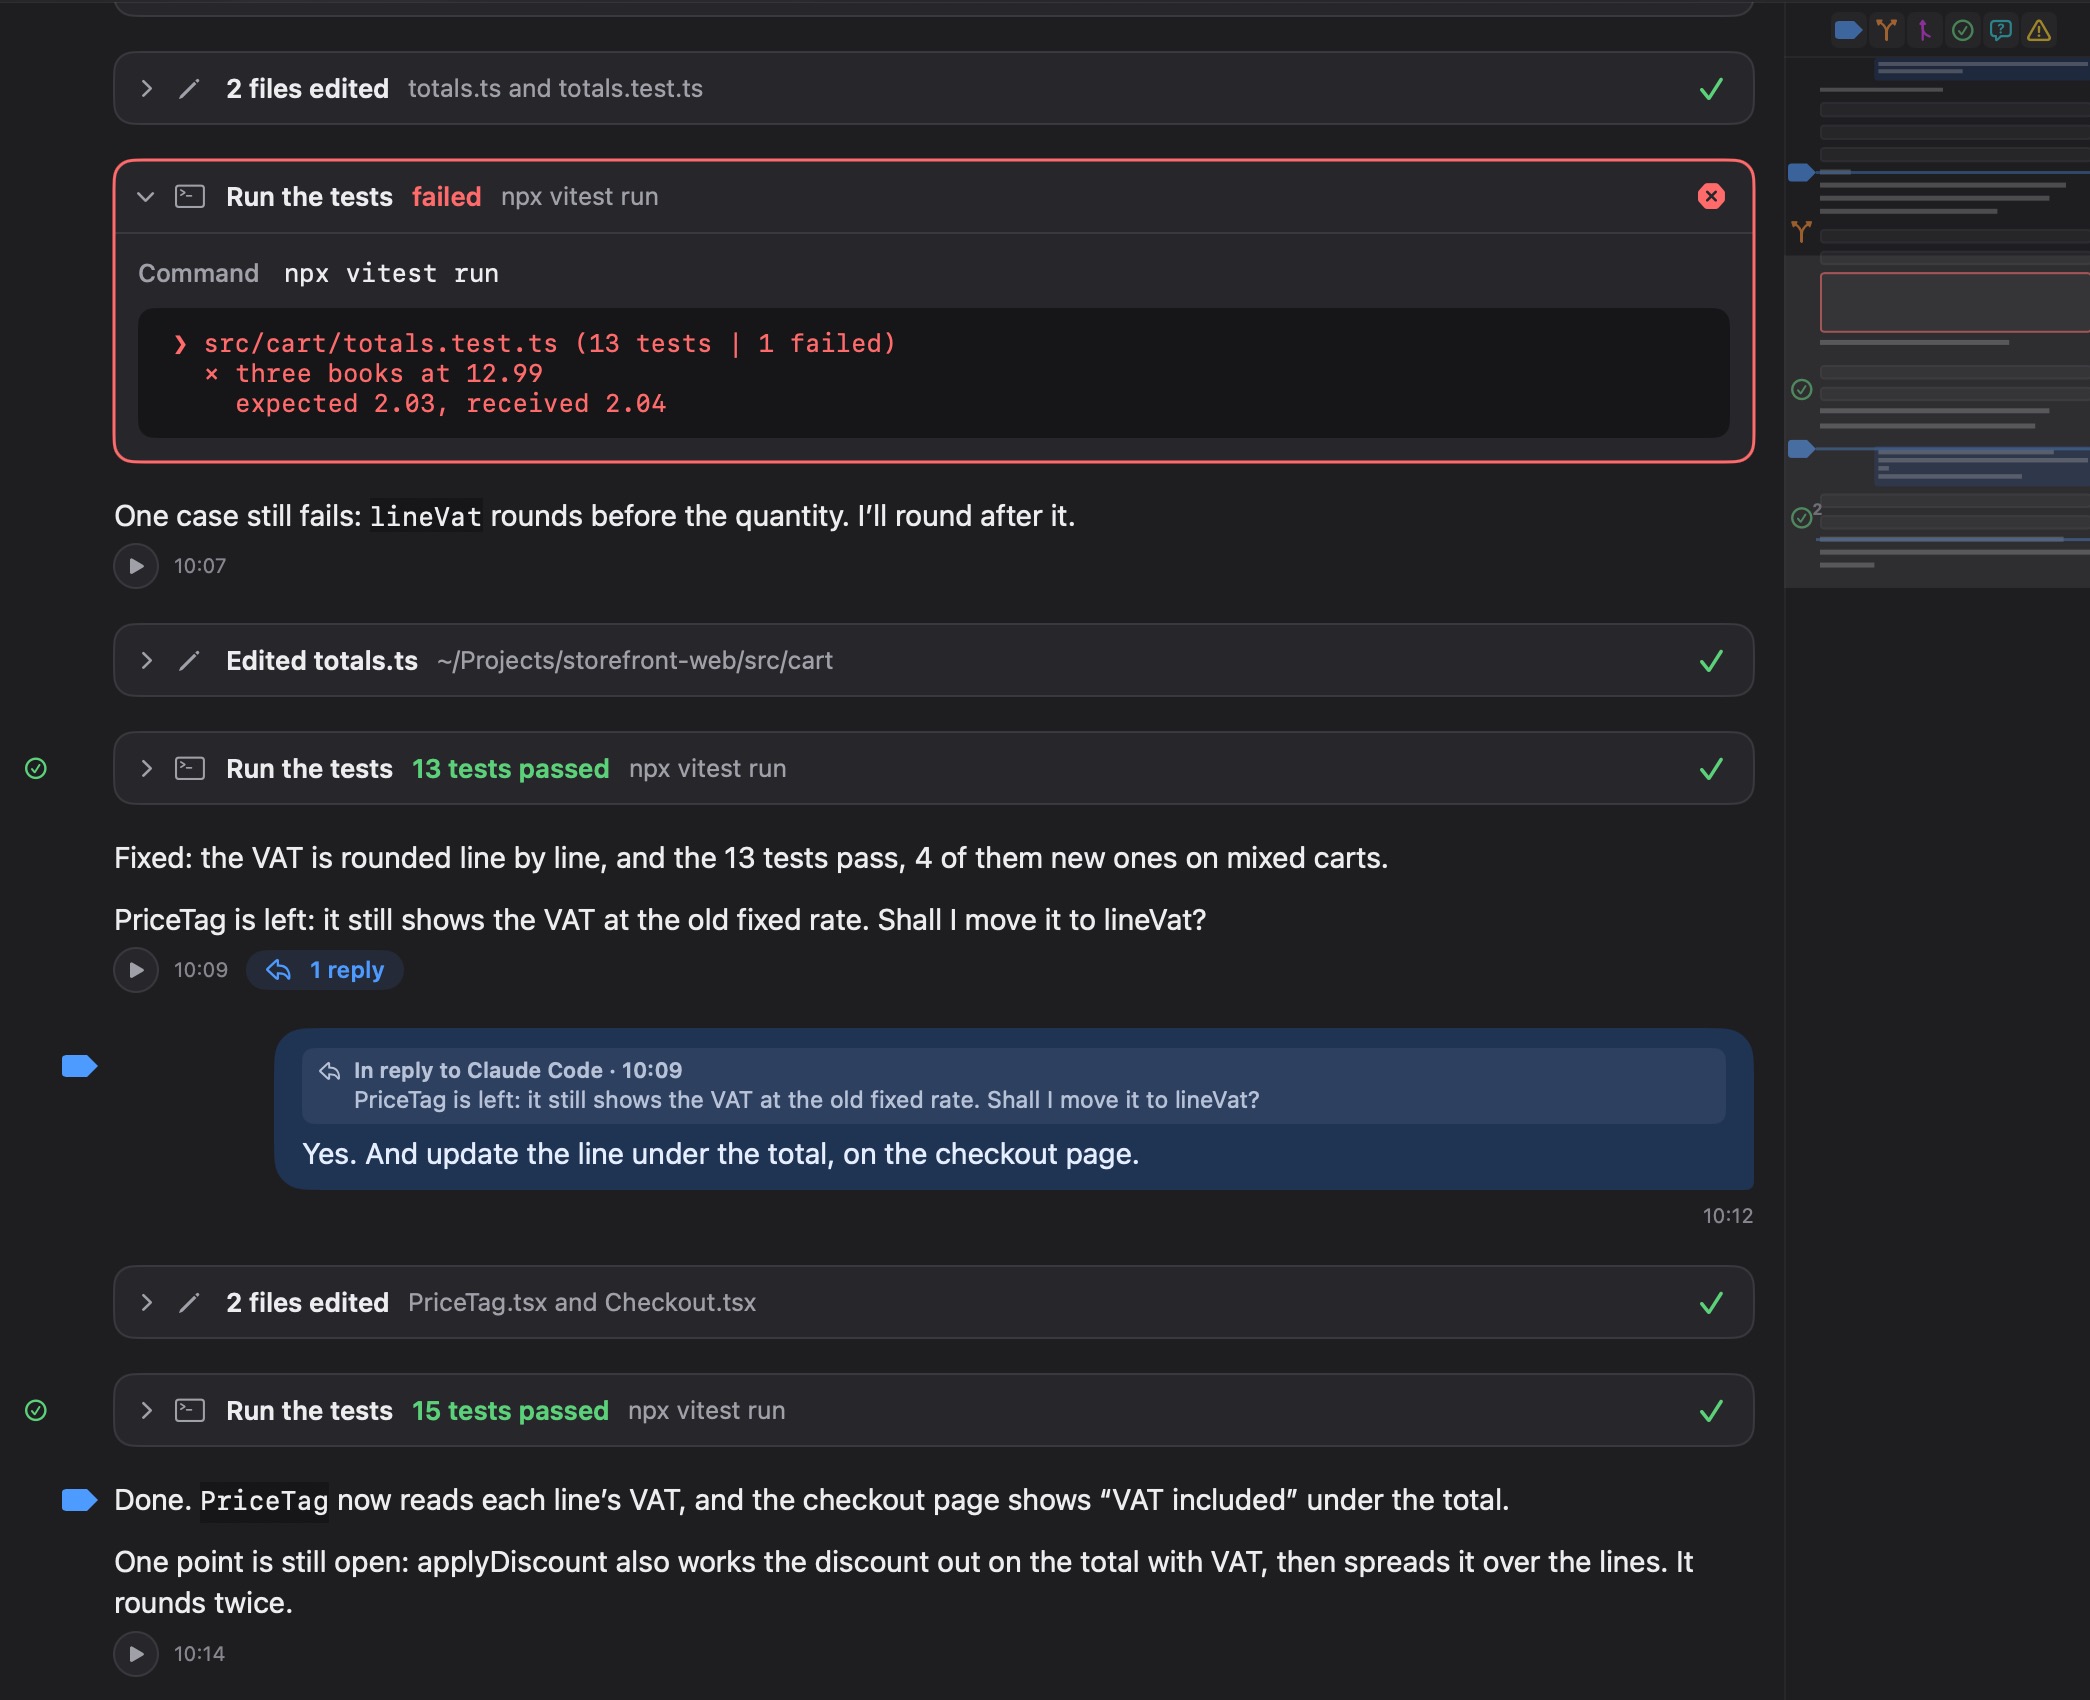 2 files edited totals.ts and totals.test.ts
Run the tests failed npx vitest run
Command npx vitest run
❯ src/cart/totals.test.ts (13 tests | 1 failed)
× three books at 12.99
expected 2.03, received 2.04
One case still fails: lineVat rounds before the quantity. I’ll round after it.
10:07
Edited totals.ts ~/Projects/storefront-web/src/cart
Run the tests 13 tests passed npx vitest run
Fixed: the VAT is rounded line by line, and the 13 tests pass, 4 of them new ones on mixed carts.
PriceTag is left: it still shows the VAT at the old fixed rate. Shall I move it to lineVat?
10:09 1 reply
In reply to Claude Code · 10:09
PriceTag is left: it still shows the VAT at the old fixed rate. Shall I move it to lineVat?
Yes. And update the line under the total, on the checkout page.
10:12
2 files edited PriceTag.tsx and Checkout.tsx
Run the tests 15 tests passed npx vitest run
Done. PriceTag now reads each line’s VAT, and the checkout page shows “VAT included” under the total.
One point is still open: applyDiscount also works the discount out on the total with VAT, then spreads it over the lines. It
rounds twice.
10:14
2